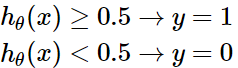 hθ(x) ≥ 0.5 → y = 1
hθ(x) < 0.5 → y = 0